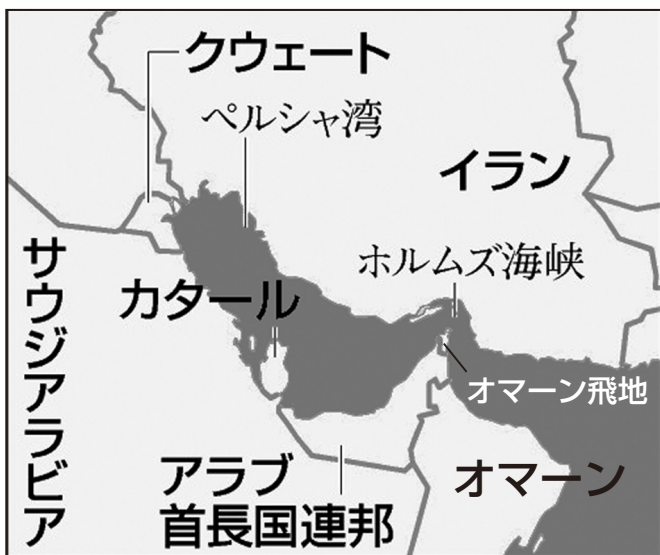 クウェート
ペルシャ湾
イラン
ホルムズ海峡
カタール
サウジアラビア
オマーン飛地
アラブ
首長国連邦
オマーン